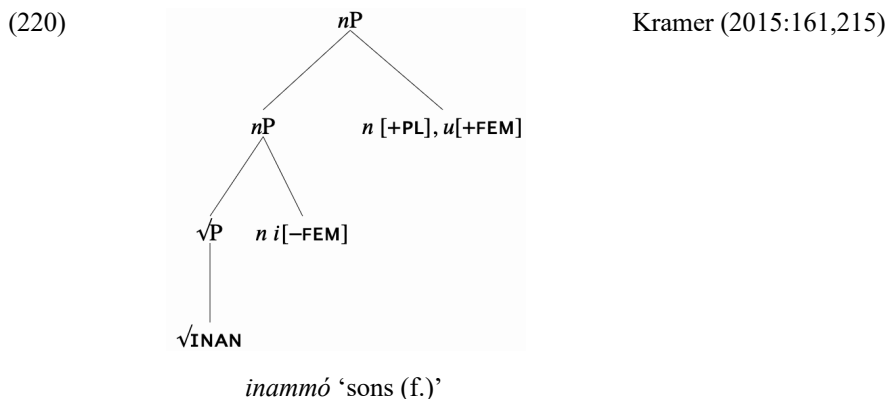 (220) nP Kramer (2015:161,215)
nP n [+PL], u[+FEM]
√P n i[−FEM]
√INAN
inammó ‘sons (f.)’